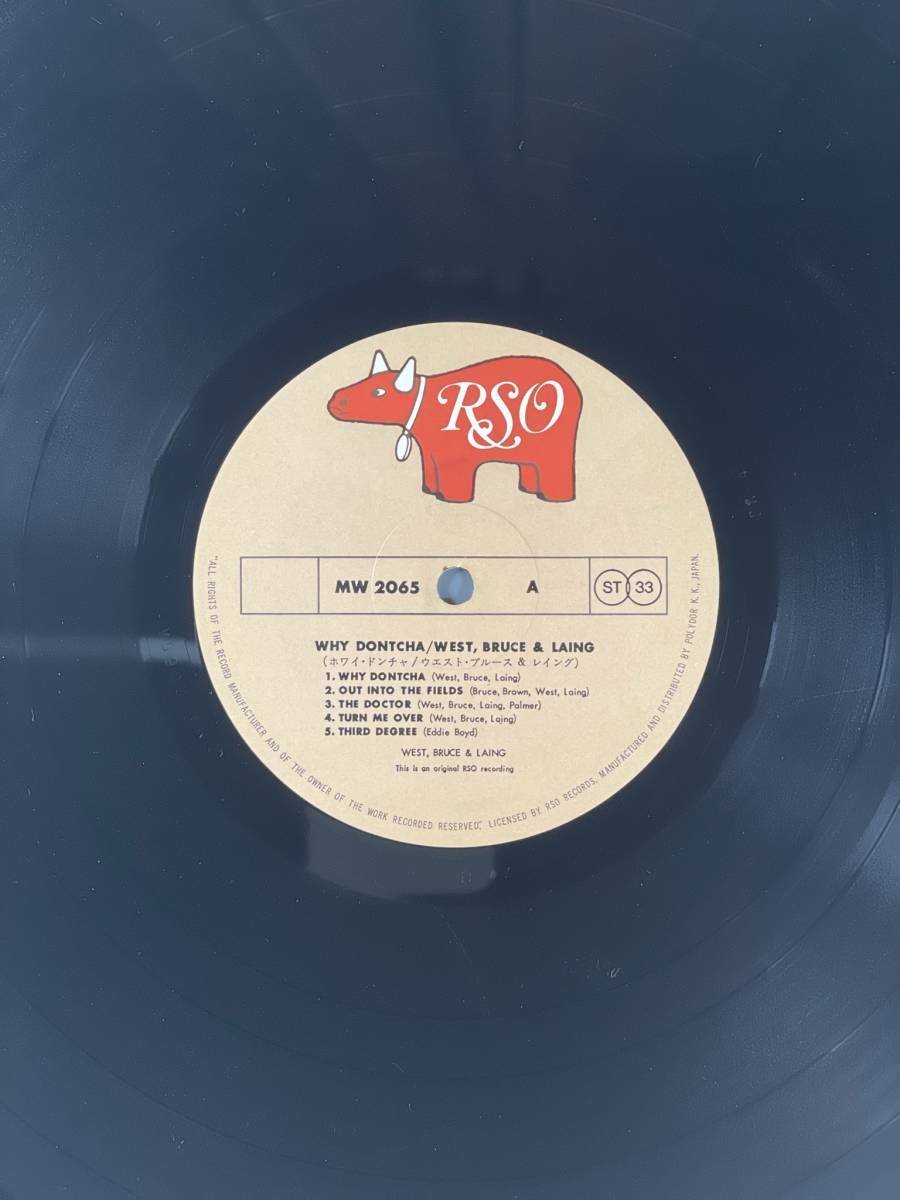 RSO
MW 2065 A ST 33
WHY DONTCHA/WEST, BRUCE & LAING
(ホワイ・ドンチャ/ウエスト・ブルース & レイング)
1. WHY DONTCHA (West, Bruce, Laing)
2. OUT INTO THE FIELDS (Bruce, Brown, West, Laing)
3. THE DOCTOR (West, Bruce, Laing, Palmer)
4. TURN ME OVER (West, Bruce, Laing)
5. THIRD DEGREE (Eddie Boyd)
WEST, BRUCE & LAING
This is an original RSO recording
"ALL RIGHTS OF THE RECORD MANUFACTURER AND OF THE OWNER OF THE WORK RECORDED RESERVED". LICENSED BY RSO RECORDS, MANUFACTURED AND DISTRIBUTED BY POLYDOR K.K., JAPAN.